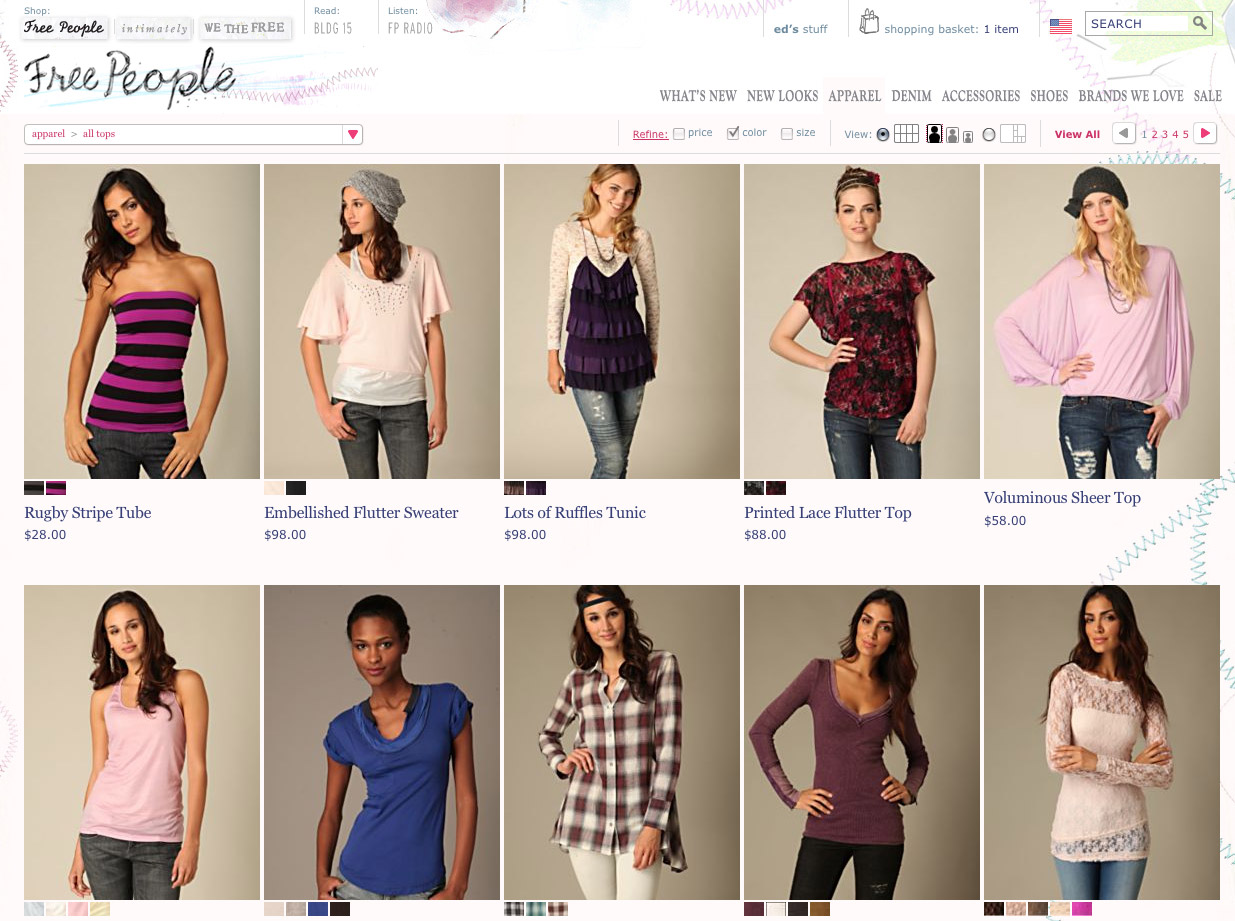 Shop:
Free People intimately WE THE FREE
Read:
BLDG 15
Listen:
FP RADIO
ed's stuff
shopping basket: 1 item
SEARCH
Free People
WHAT'S NEW NEW LOOKS APPAREL DENIM ACCESSORIES SHOES BRANDS WE LOVE SALE
apparel > all tops
Refine: price color size
View:
View All 1 2 3 4 5
Rugby Stripe Tube
$28.00
Embellished Flutter Sweater
$98.00
Lots of Ruffles Tunic
$98.00
Printed Lace Flutter Top
$88.00
Voluminous Sheer Top
$58.00